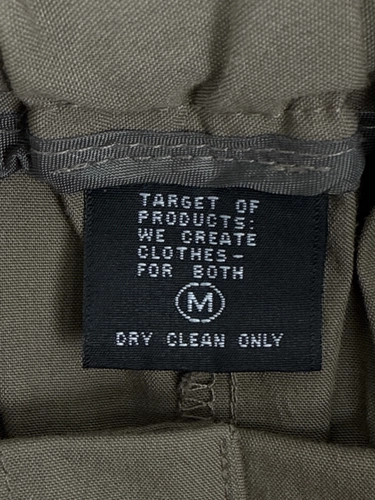 TARGET OF
PRODUCTS:
WE CREATE
CLOTHES-
FOR BOTH
M
DRY CLEAN ONLY